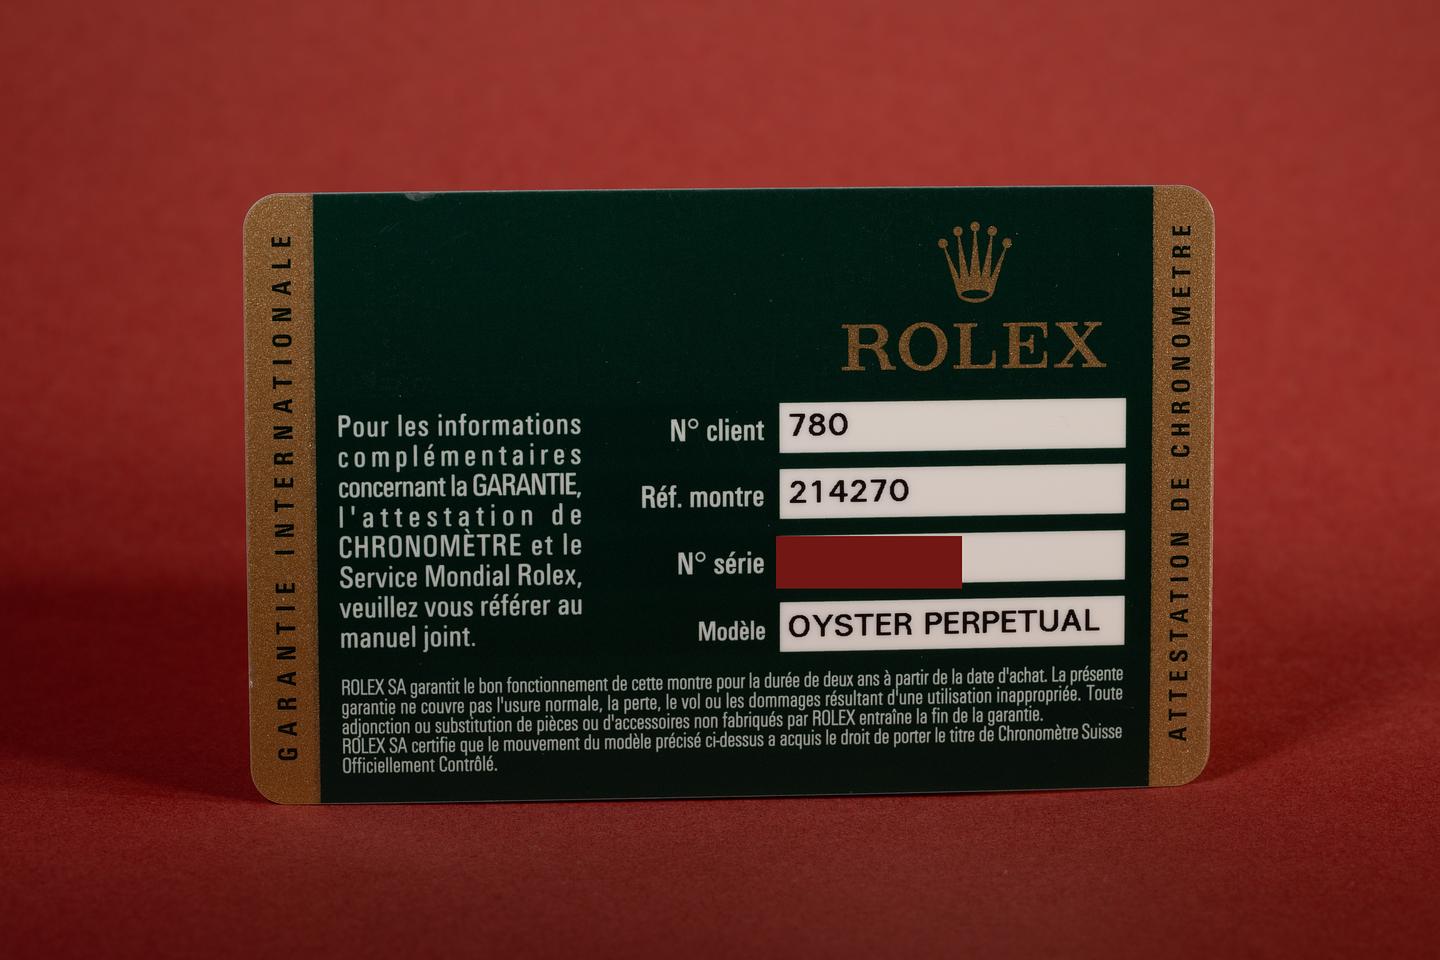 GARANTIE INTERNATIONALE
ROLEX
Pour les informations
complémentaires
concernant la GARANTIE,
l'attestation de
CHRONOMÈTRE et le
Service Mondial Rolex,
veuillez vous référer au
manuel joint.
N° client 780
Réf. montre 214270
N° série
Modèle OYSTER PERPETUAL
ROLEX SA garantit le bon fonctionnement de cette montre pour la durée de deux ans à partir de la date d'achat. La présente
garantie ne couvre pas l'usure normale, la perte, le vol ou les dommages résultant d'une utilisation inappropriée. Toute
adjonction ou substitution de pièces ou d'accessoires non fabriqués par ROLEX entraîne la fin de la garantie.
ROLEX SA certifie que le mouvement du modèle précisé ci-dessus a acquis le droit de porter le titre de Chronomètre Suisse
Officiellement Contrôlé.
ATTESTATION DE CHRONOMETRE